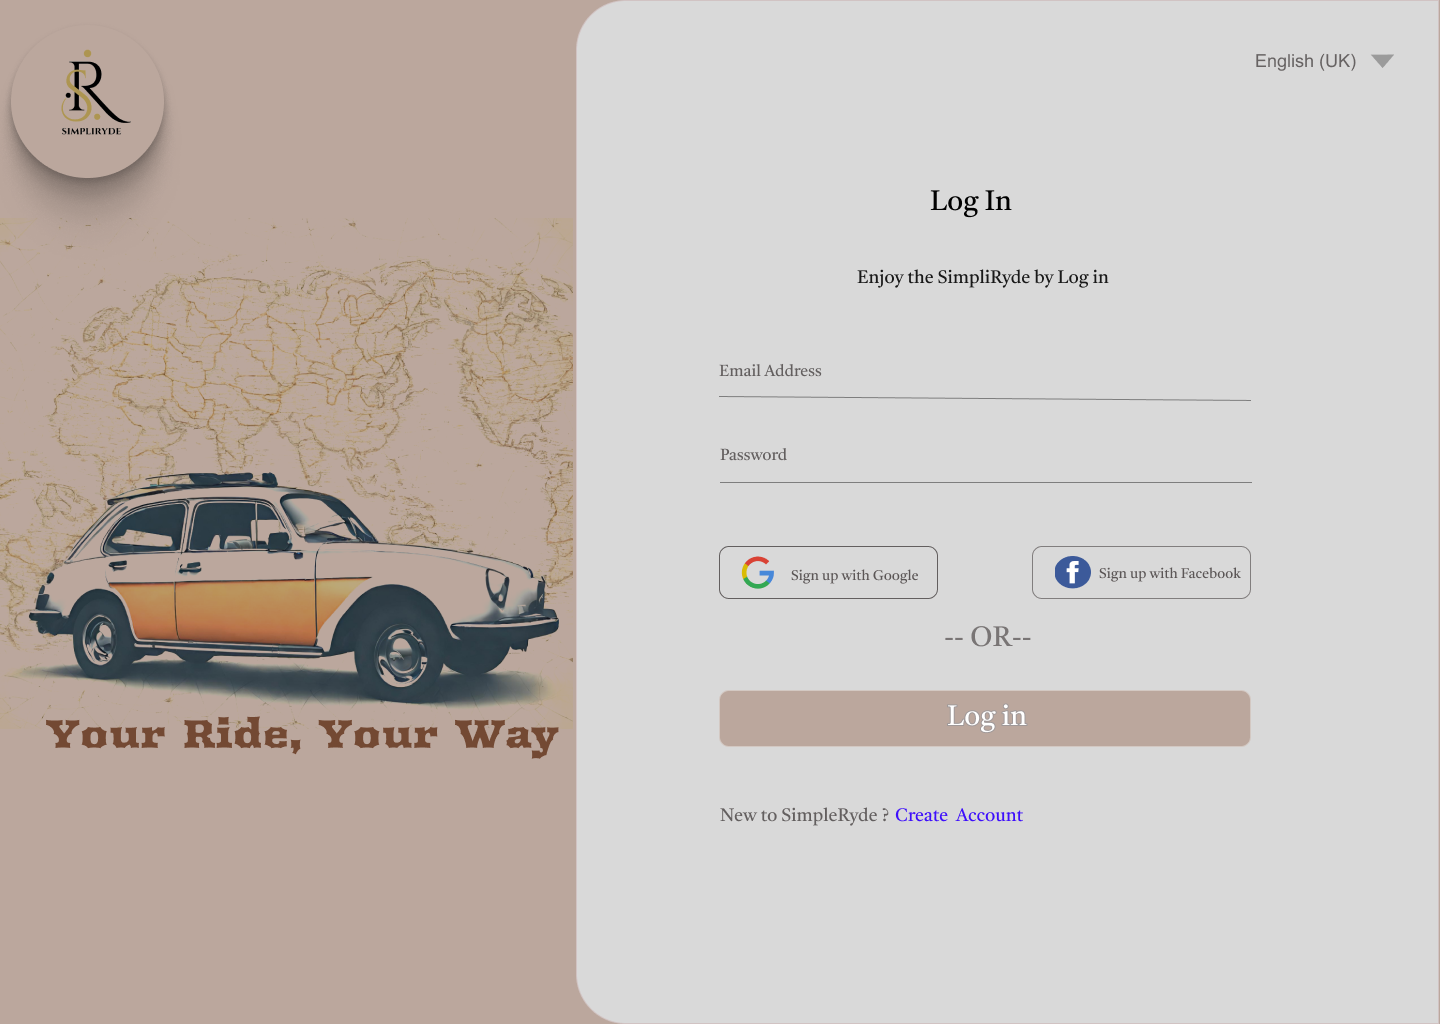 SR
SIMPLIRYDE
English (UK)
Log In
Enjoy the SimpliRyde by Log in
Email Address
Password
Sign up with Google
Sign up with Facebook
-- OR--
Log in
Your Ride, Your Way
New to SimpleRyde ? Create Account